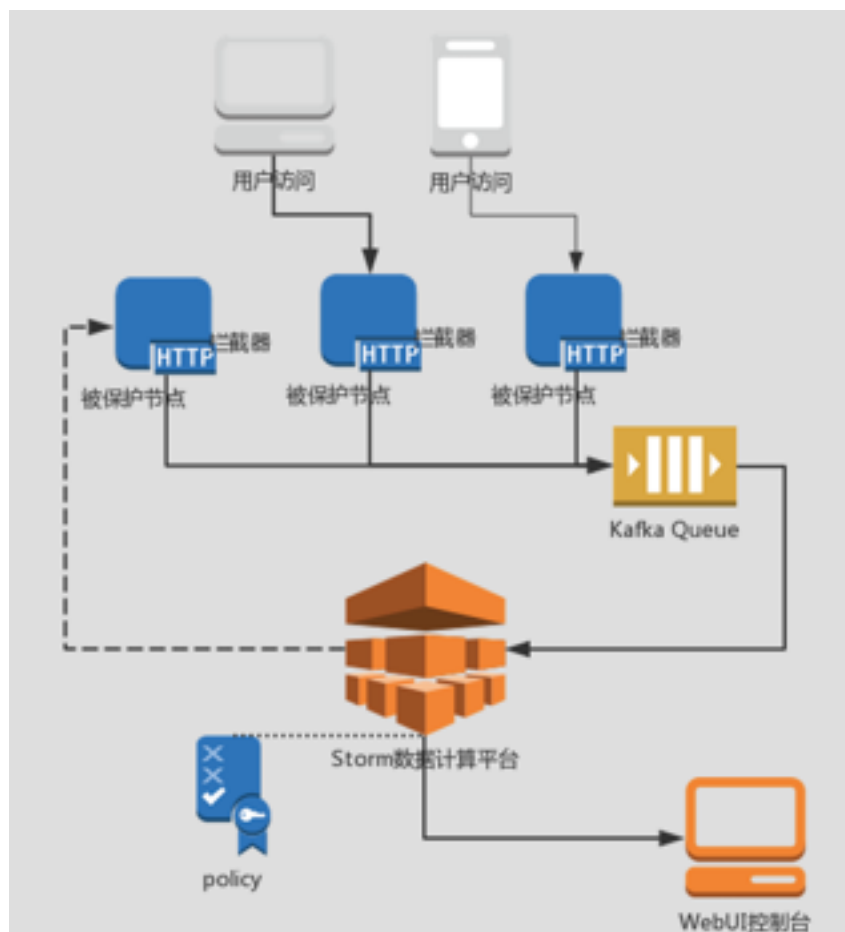 用户访问
用户访问
HTTP
拦截器
HTTP
拦截器
HTTP
拦截器
被保护节点
被保护节点
被保护节点
Kafka Queue
Storm数据计算平台
policy
WebUI控制台